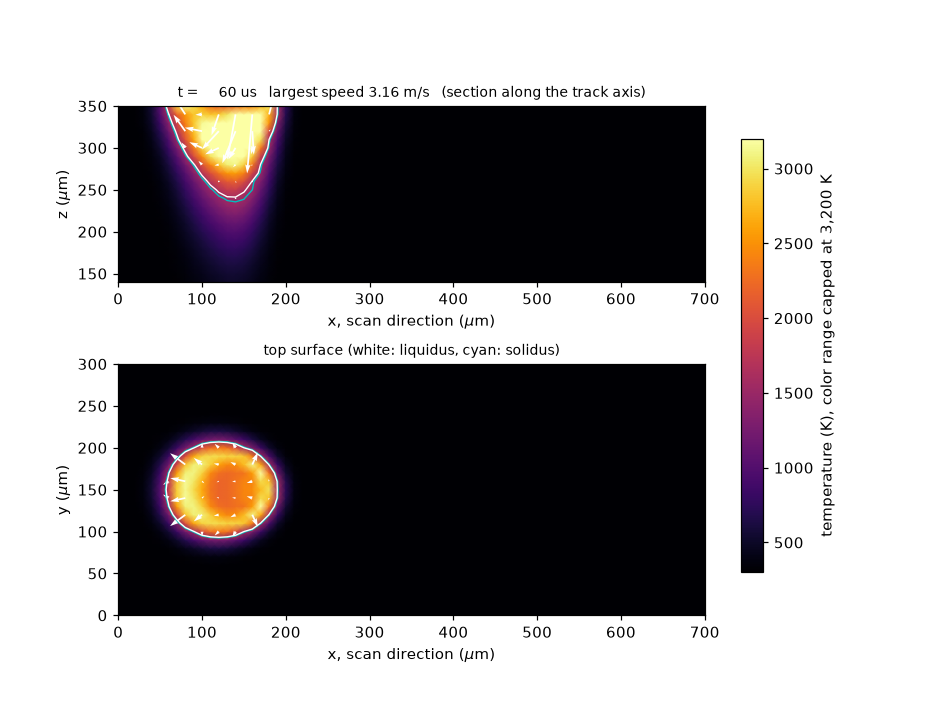 t =     60 us   largest speed 3.16 m/s   (section along the track axis)
350
300
250
200
150
z (μm)
0 100 200 300 400 500 600 700
x, scan direction (μm)
top surface (white: liquidus, cyan: solidus)
300
250
200
150
100
50
0
y (μm)
0 100 200 300 400 500 600 700
x, scan direction (μm)
3000
2500
2000
1500
1000
500
temperature (K), color range capped at 3,200 K